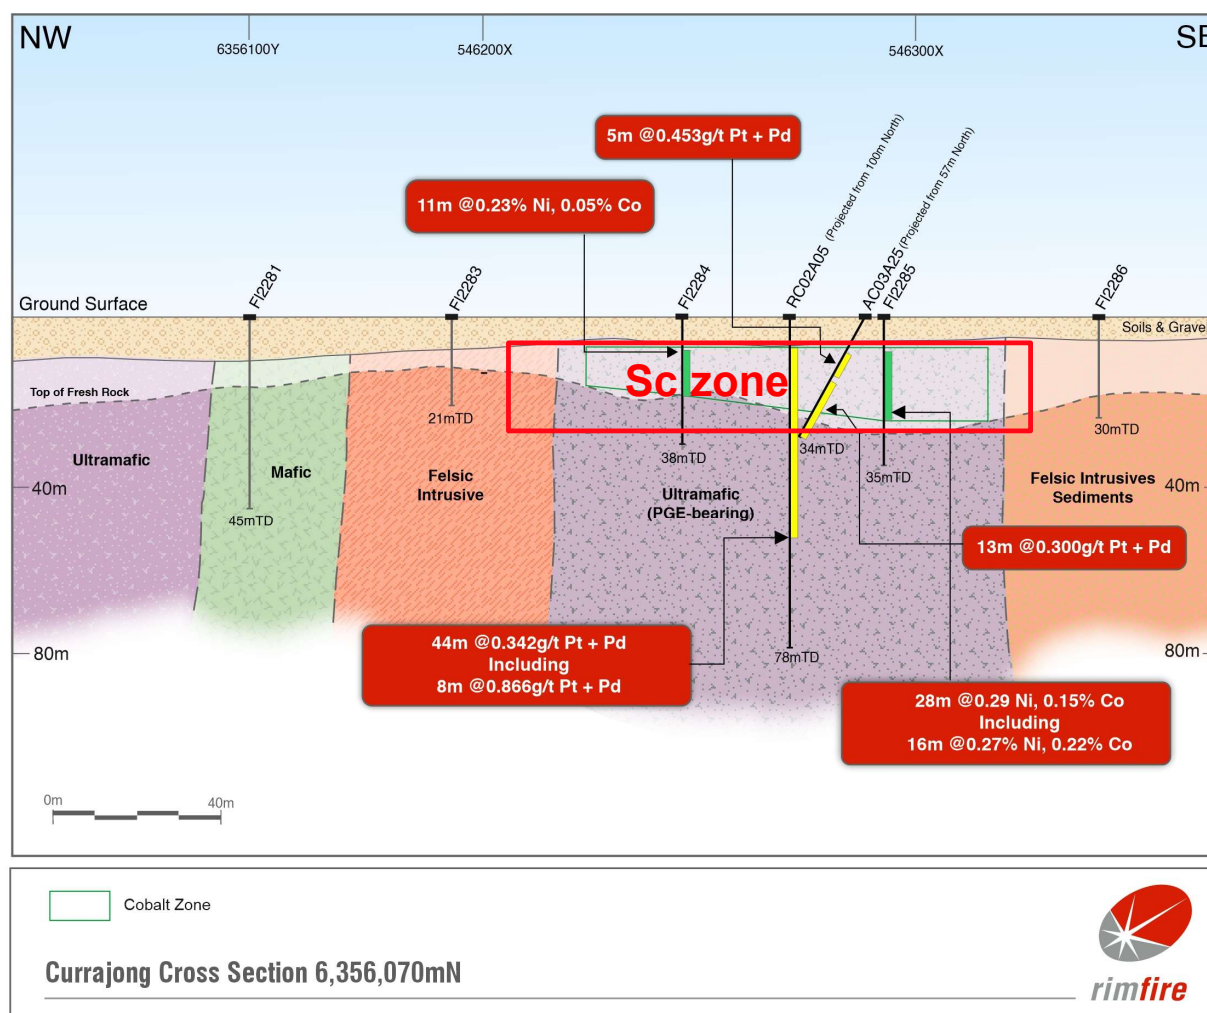 NW
SE
6356100Y
546200X
546300X
5m @0.453g/t Pt + Pd
11m @0.23% Ni, 0.05% Co
RC02A05 (Projected from 100m North)
AC03A25 (Projected from 57m North)
FI2281
FI2283
FI2284
FI2285
FI2286
Ground Surface
Soils & Grave
Top of Fresh Rock
Sc zone
21mTD
30mTD
38mTD
34mTD
35mTD
Ultramafic
Mafic
Felsic
Intrusive
Ultramafic
(PGE-bearing)
Felsic Intrusives
Sediments
40m
40m
45mTD
13m @0.300g/t Pt + Pd
44m @0.342g/t Pt + Pd
Including
8m @0.866g/t Pt + Pd
80m
80m
78mTD
28m @0.29 Ni, 0.15% Co
Including
16m @0.27% Ni, 0.22% Co
0m
40m
Cobalt Zone
Currajong Cross Section 6,356,070mN
rimfire